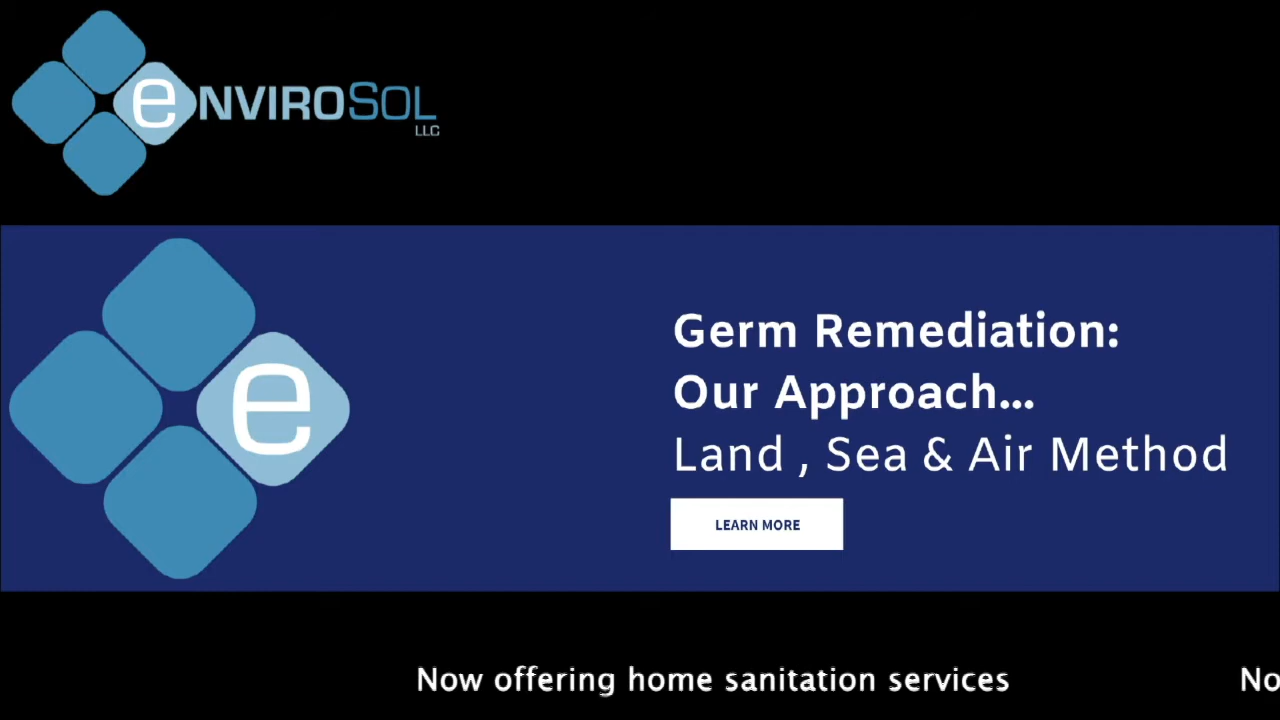 eNVIROSOL
LLC
e
Germ Remediation:
Our Approach...
Land , Sea & Air Method
LEARN MORE
Now offering home sanitation services
No